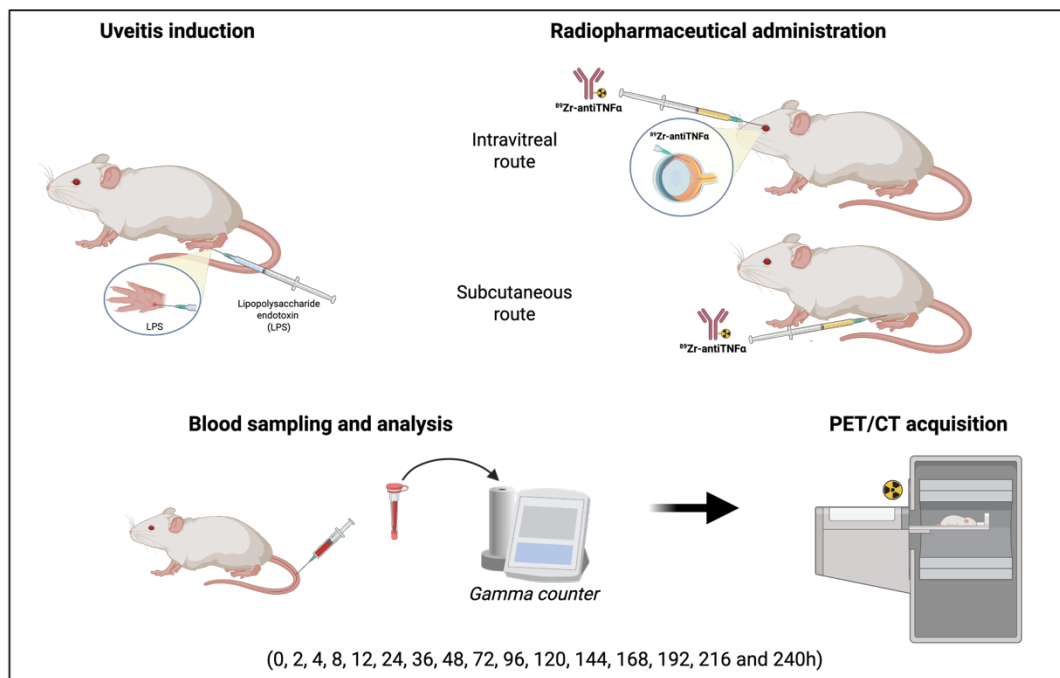 Uveitis induction
LPS
Lipopolysaccharide
endotoxin
(LPS)
Radiopharmaceutical administration
⁸⁹Zr-antiTNFα
Intravitreal
route
⁸⁹Zr-antiTNFα
Subcutaneous
route
⁸⁹Zr-antiTNFα
Blood sampling and analysis
Gamma counter
PET/CT acquisition
(0, 2, 4, 8, 12, 24, 36, 48, 72, 96, 120, 144, 168, 192, 216 and 240h)